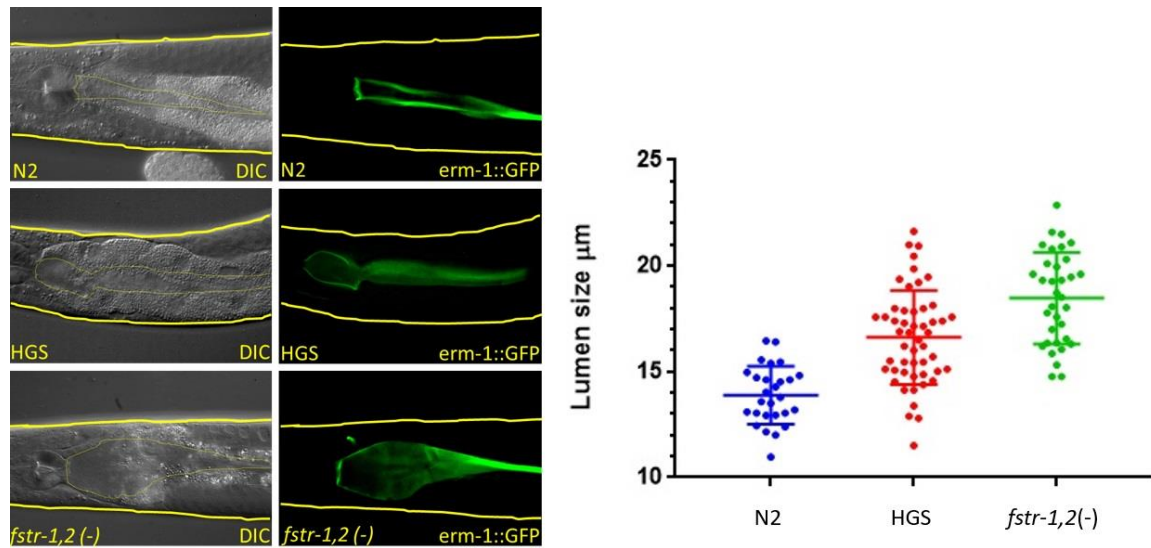 N2 DIC
N2 erm-1::GFP
HGS DIC
HGS erm-1::GFP
fstr-1,2 (-) DIC
fstr-1,2 (-) erm-1::GFP
Lumen size μm
25
20
15
10
N2 HGS fstr-1,2(-)